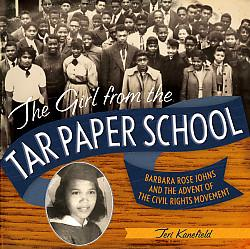 The Girl from the
TAR PAPER SCHOOL
BARBARA ROSE JOHNS
AND THE ADVENT OF
THE CIVIL RIGHTS MOVEMENT
Teri Kanefield